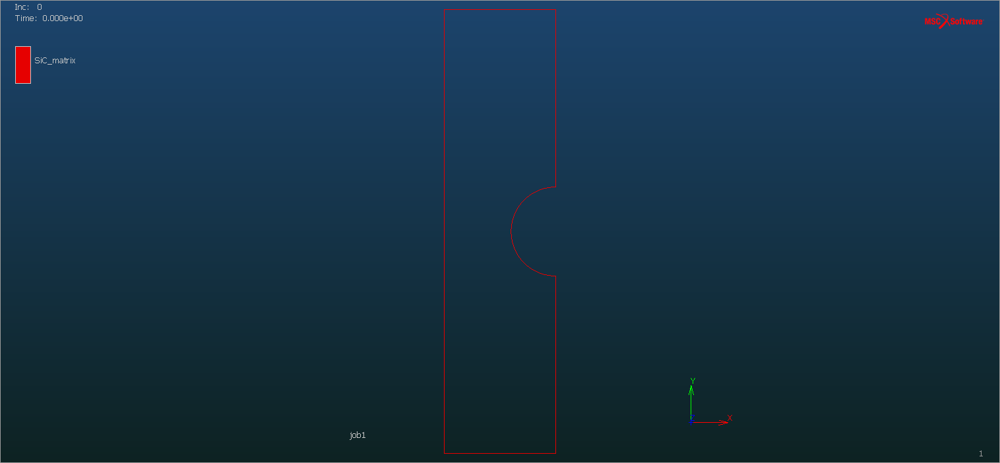 Inc: 0
Time: 0.000e+00
MSC Software
SiC_matrix
Y
X
job1
1